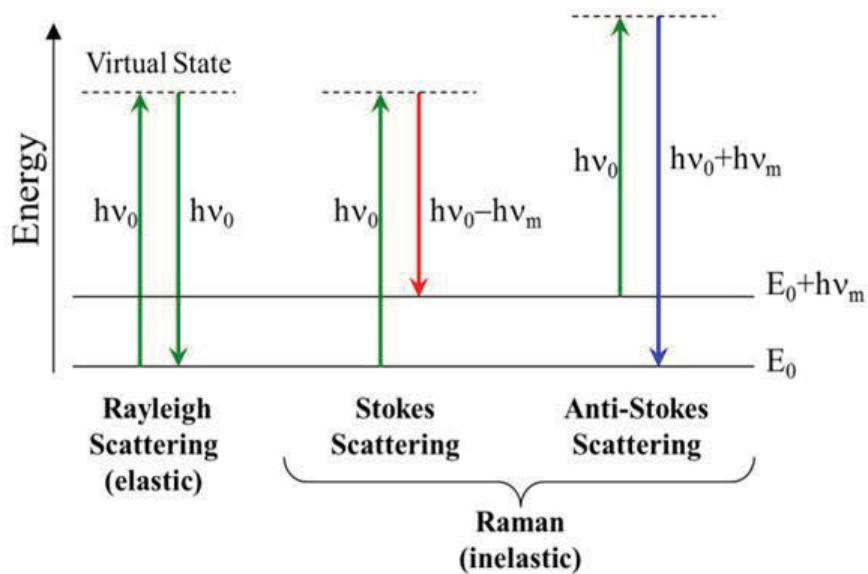 Energy
Virtual State
hν₀
hν₀
hν₀
hν₀–hνₘ
hν₀
hν₀+hνₘ
E₀+hνₘ
E₀
Rayleigh
Scattering
(elastic)
Stokes
Scattering
Anti-Stokes
Scattering
Raman
(inelastic)